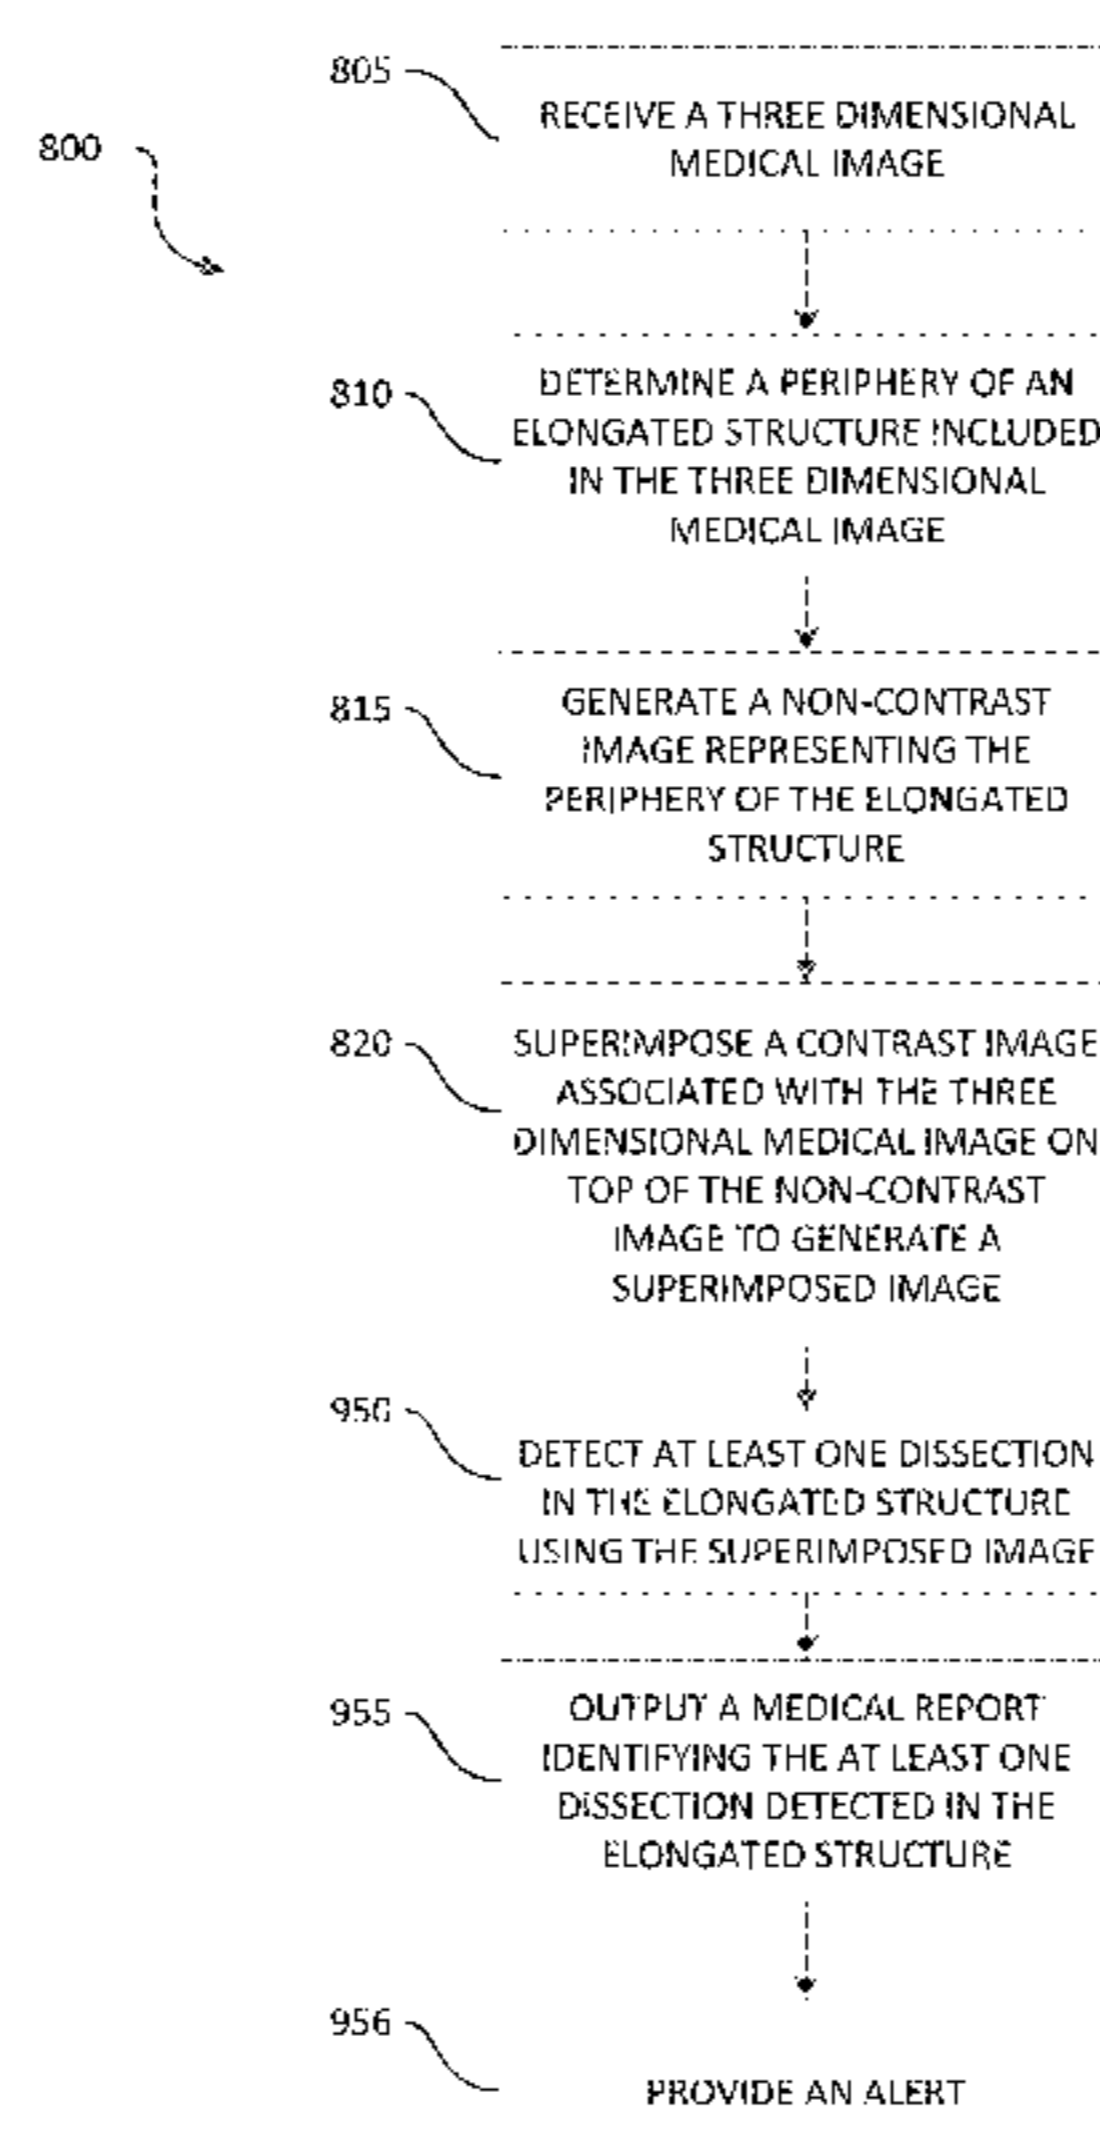 805
RECEIVE A THREE DIMENSIONAL
MEDICAL IMAGE
800
810
DETERMINE A PERIPHERY OF AN
ELONGATED STRUCTURE INCLUDED
IN THE THREE DIMENSIONAL
MEDICAL IMAGE
815
GENERATE A NON-CONTRAST
IMAGE REPRESENTING THE
PERIPHERY OF THE ELONGATED
STRUCTURE
820
SUPERIMPOSE A CONTRAST IMAGE
ASSOCIATED WITH THE THREE
DIMENSIONAL MEDICAL IMAGE ON
TOP OF THE NON-CONTRAST
IMAGE TO GENERATE A
SUPERIMPOSED IMAGE
950
DETECT AT LEAST ONE DISSECTION
IN THE ELONGATED STRUCTURE
USING THE SUPERIMPOSED IMAGE
955
OUTPUT A MEDICAL REPORT
IDENTIFYING THE AT LEAST ONE
DISSECTION DETECTED IN THE
ELONGATED STRUCTURE
956
PROVIDE AN ALERT